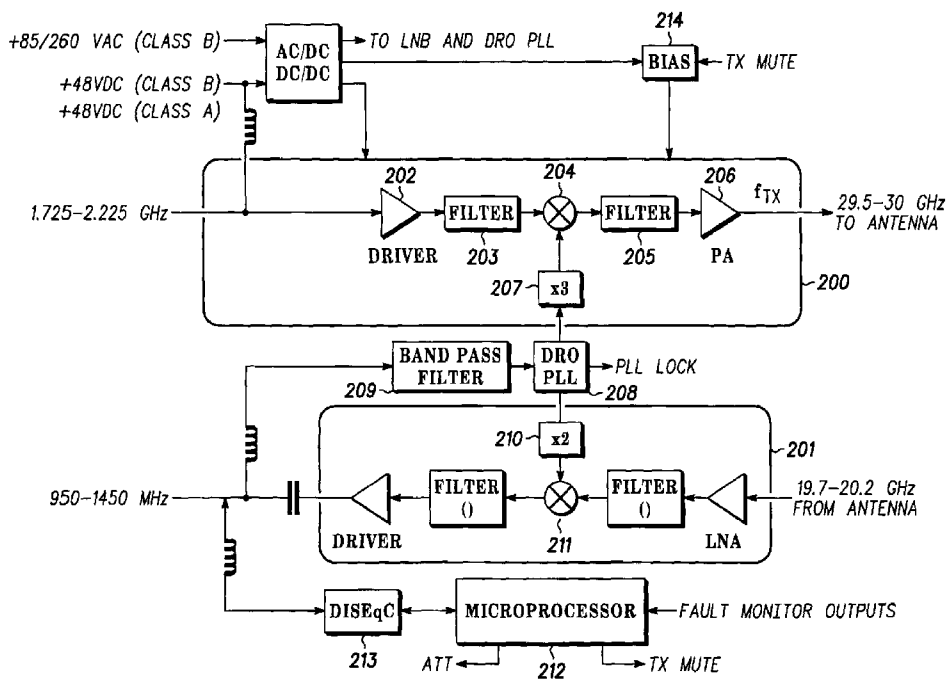 +85/260 VAC (CLASS B)
+48VDC (CLASS B)
+48VDC (CLASS A)
AC/DC
DC/DC
TO LNB AND DRO PLL
214
BIAS
TX MUTE
1.725-2.225 GHz
202
DRIVER
FILTER
203
204
FILTER
205
206
PA
fTX
29.5-30 GHz
TO ANTENNA
207
x3
200
BAND PASS
FILTER
209
DRO
PLL
208
PLL LOCK
210
x2
201
950-1450 MHz
DRIVER
FILTER
()
211
FILTER
()
LNA
19.7-20.2 GHz
FROM ANTENNA
DISEqC
213
MICROPROCESSOR
212
FAULT MONITOR OUTPUTS
ATT
TX MUTE